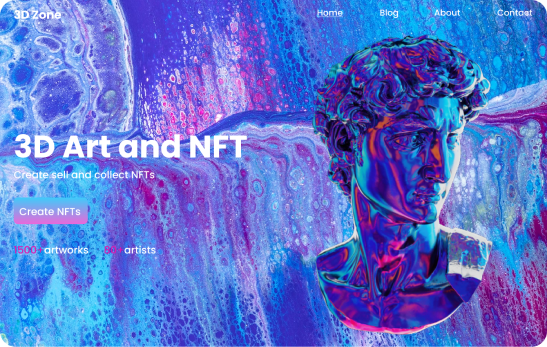 3D Zone
Home Blog About Contact
3D Art and NFT
Create sell and collect NFTs
Create NFTs
1500+ artworks artists